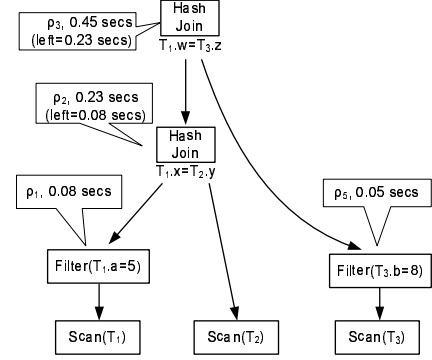 ρ₃, 0.45 secs
(left=0.23 secs)
Hash
Join
T₁.w=T₃.z
ρ₂, 0.23 secs
(left=0.08 secs)
Hash
Join
T₁.x=T₂.y
ρ₁, 0.08 secs
ρ₅, 0.05 secs
Filter(T₁.a=5)
Filter(T₃.b=8)
Scan(T₁)
Scan(T₂)
Scan(T₃)